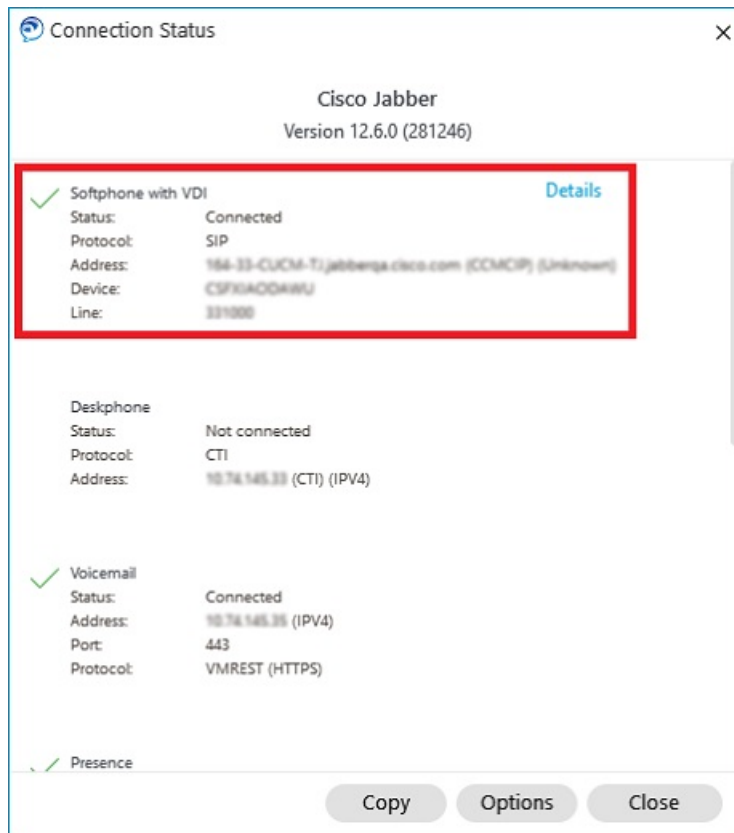 Connection Status
Cisco Jabber
Version 12.6.0 (281246)
Softphone with VDI Details
Status: Connected
Protocol: SIP
Address:
Device:
Line:
Deskphone
Status: Not connected
Protocol: CTI
Address: (CTI) (IPV4)
Voicemail
Status: Connected
Address: (IPV4)
Port: 443
Protocol: VMREST (HTTPS)
Presence
Copy Options Close